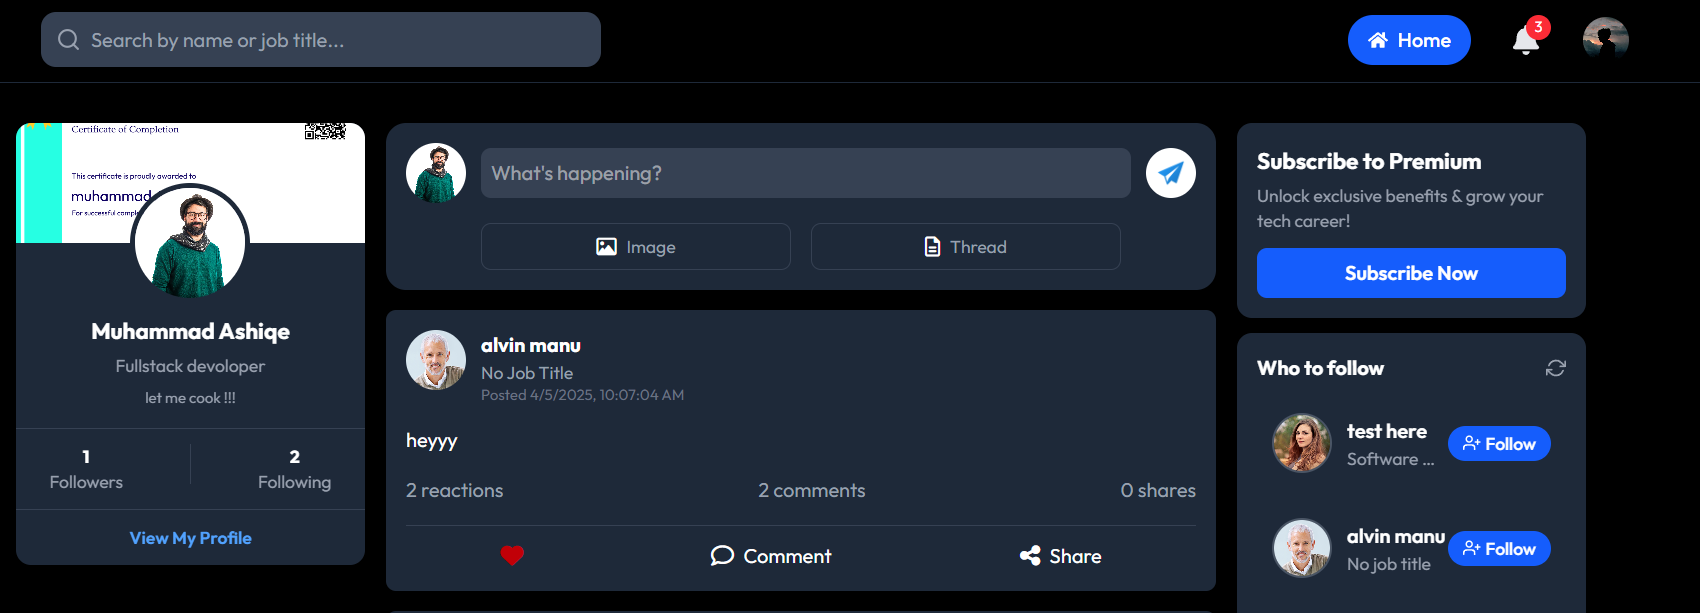 Search by name or job title...
Home
3
Certificate of Completion
This certificate is proudly awarded to
muhammad
For successful
Muhammad Ashiqe
Fullstack devoloper
let me cook !!!
1
Followers
2
Following
View My Profile
What's happening?
Image
Thread
alvin manu
No Job Title
Posted 4/5/2025, 10:07:04 AM
heyyy
2 reactions
2 comments
0 shares
Comment
Share
Subscribe to Premium
Unlock exclusive benefits & grow your
tech career!
Subscribe Now
Who to follow
test here
Software ...
Follow
alvin manu
No job title
Follow